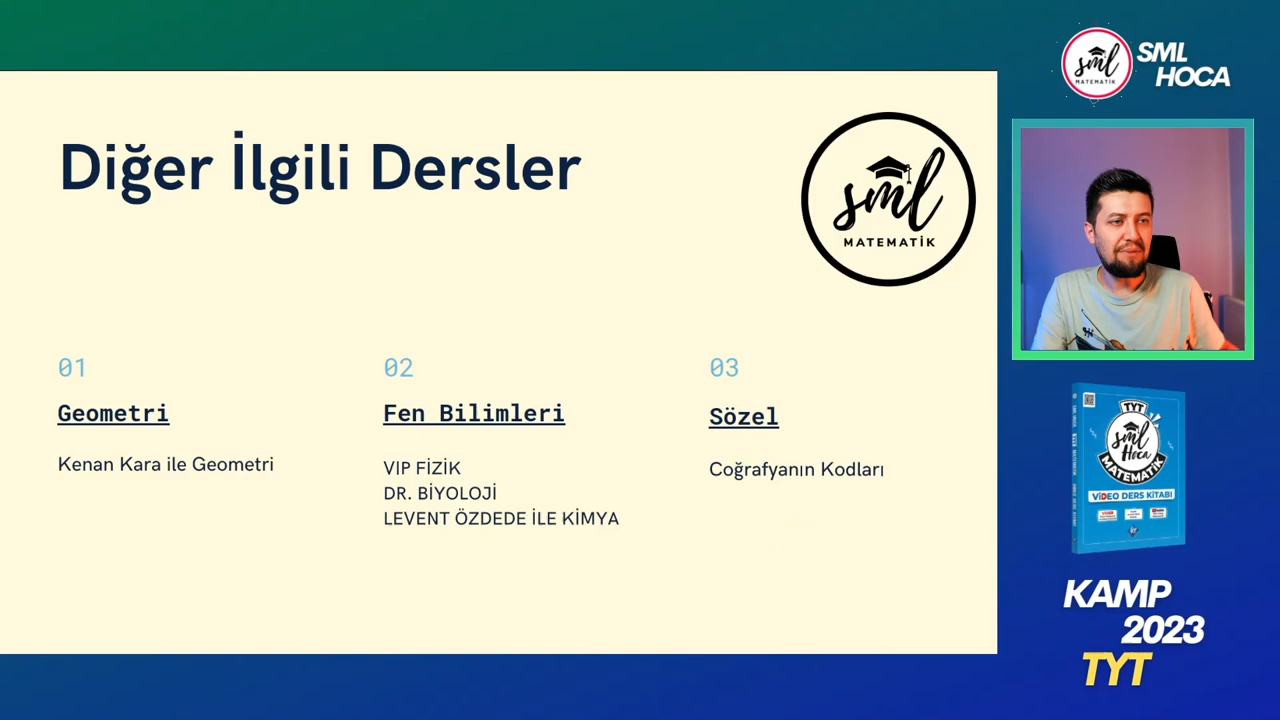 SML
HOCA
sml
MATEMATİK
Diğer İlgili Dersler
sml
MATEMATİK
01
Geometri
Kenan Kara ile Geometri
02
Fen Bilimleri
VIP FİZİK
DR. BİYOLOJİ
LEVENT ÖZDEDE İLE KİMYA
03
Sözel
Coğrafyanın Kodları
TYT
sml
Hoca
MATEMATİK
VİDEO DERS KİTABI
KAMP
2023
TYT